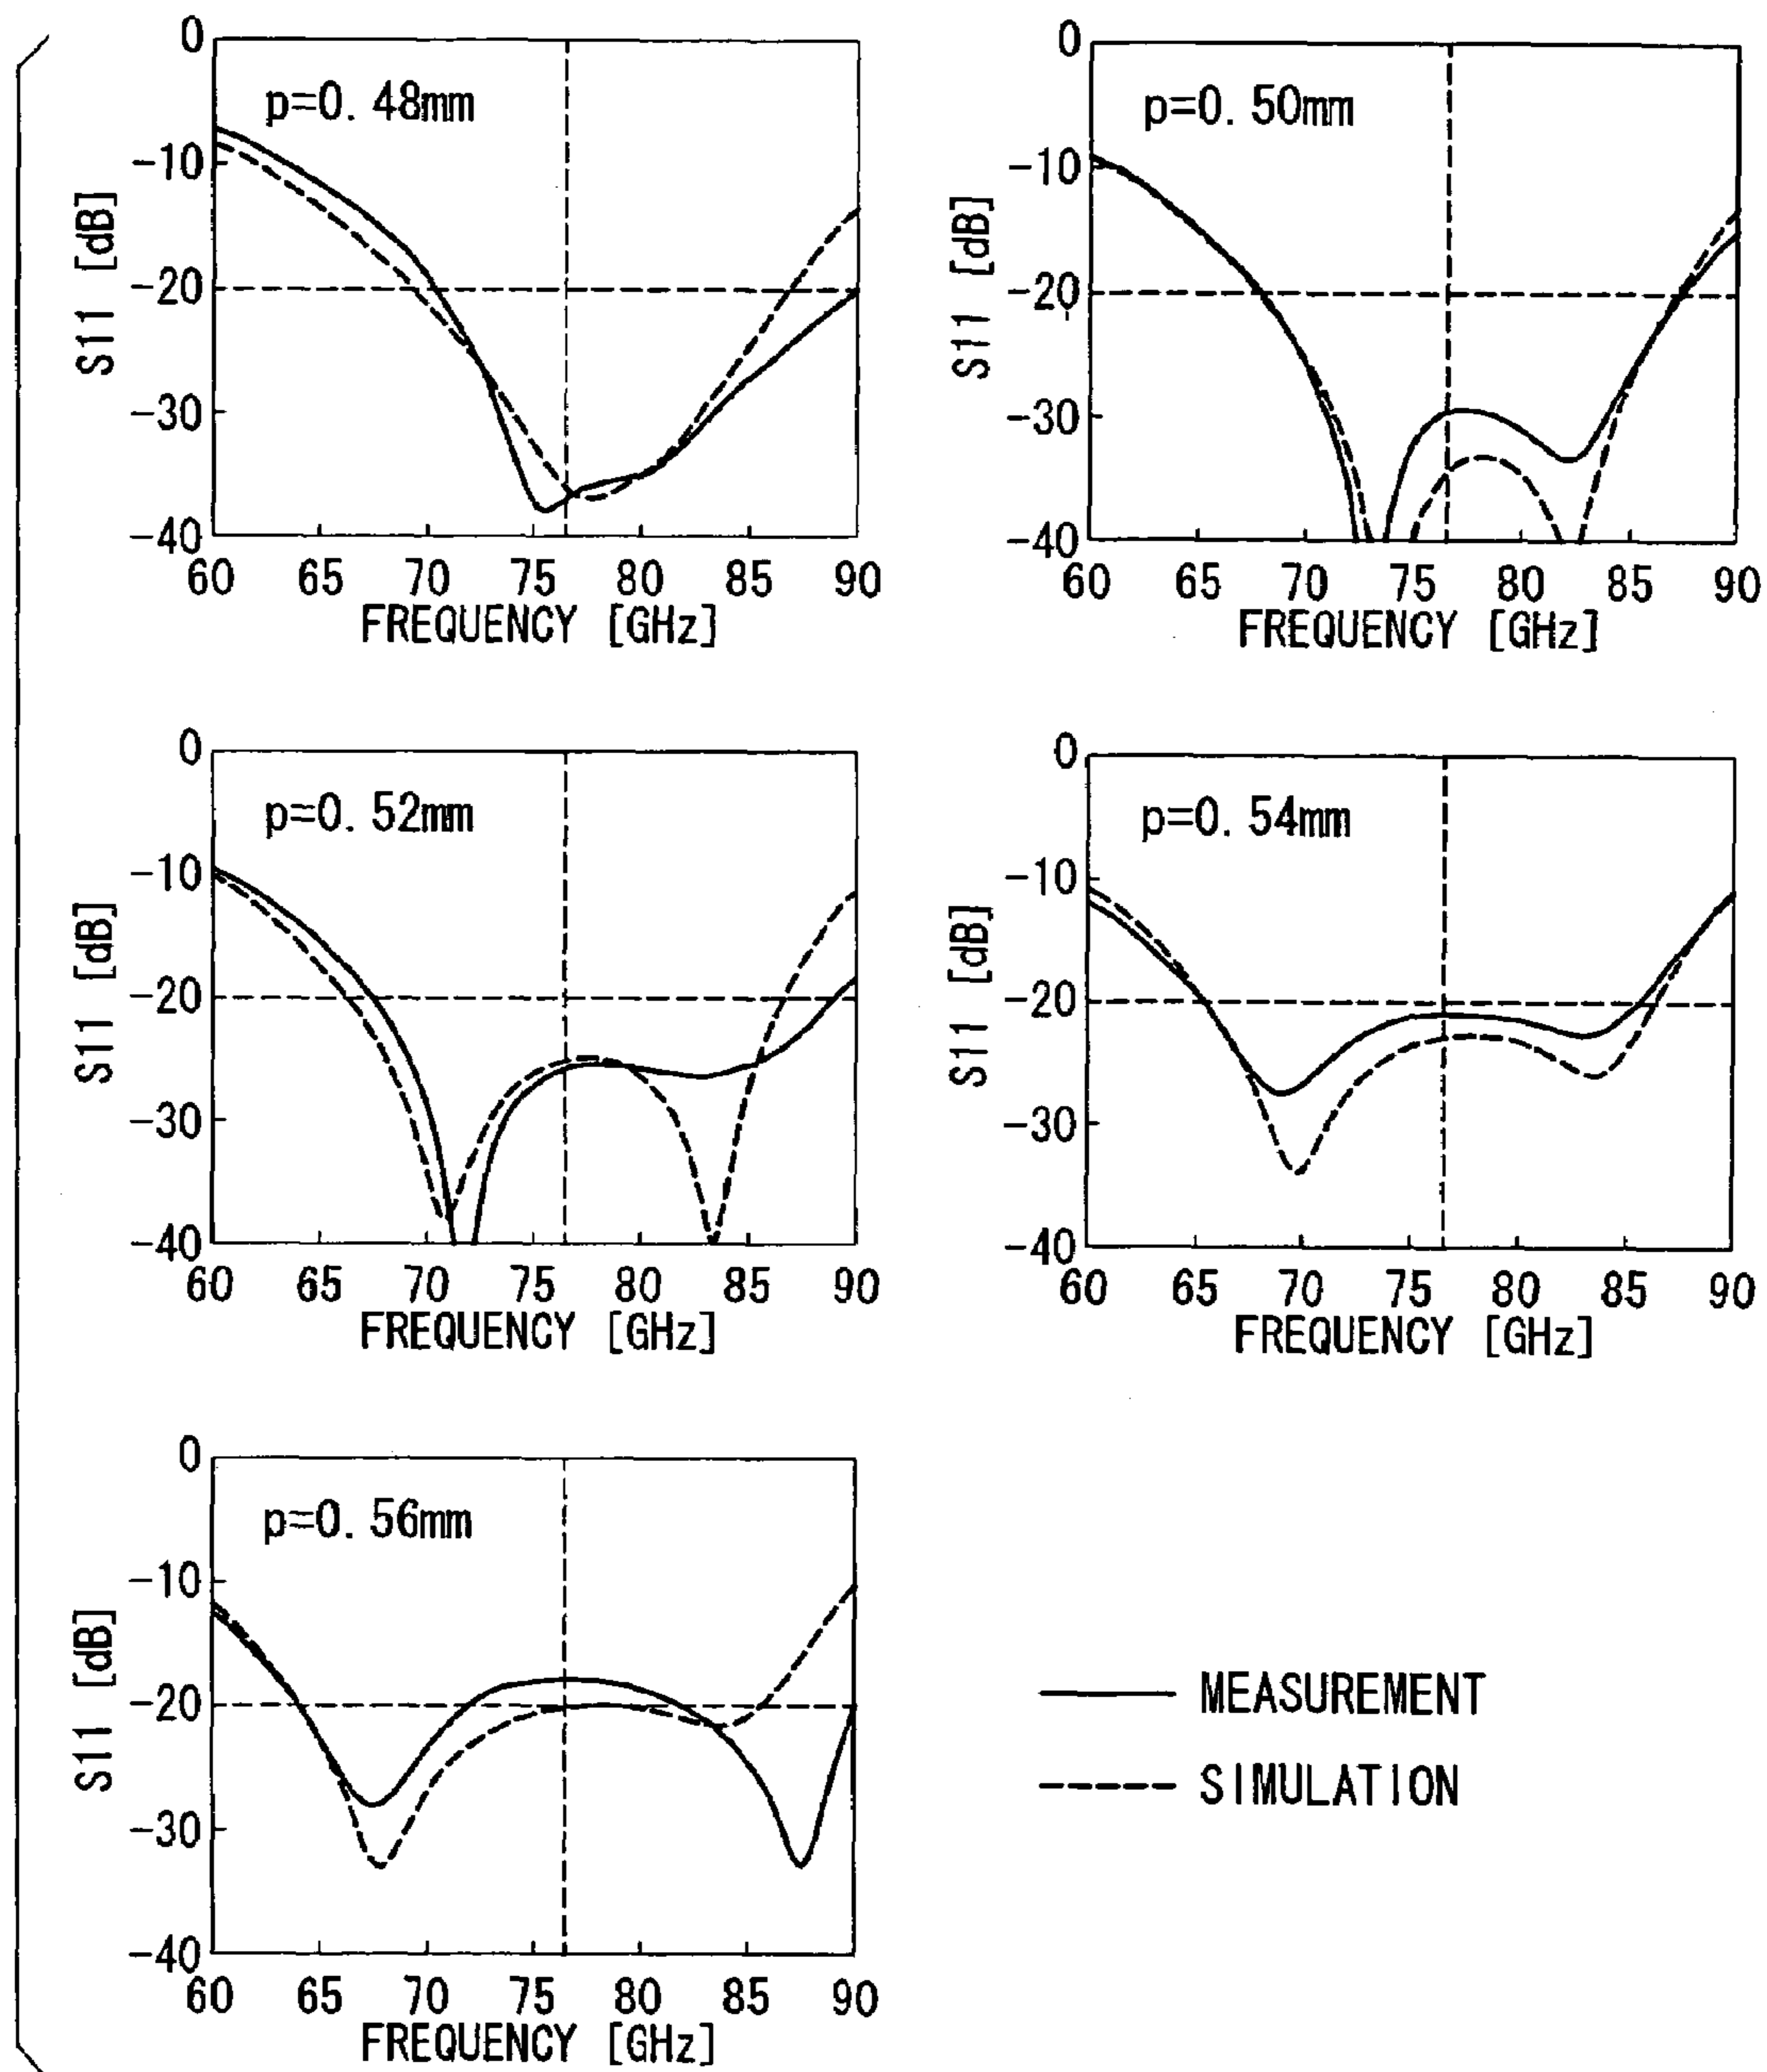 p=0.48mm
S11 [dB]
0
-10
-20
-30
-40
60 65 70 75 80 85 90
FREQUENCY [GHz]
p=0.50mm
S11 [dB]
0
-10
-20
-30
-40
60 65 70 75 80 85 90
FREQUENCY [GHz]
p=0.52mm
S11 [dB]
0
-10
-20
-30
-40
60 65 70 75 80 85 90
FREQUENCY [GHz]
p=0.54mm
S11 [dB]
0
-10
-20
-30
-40
60 65 70 75 80 85 90
FREQUENCY [GHz]
p=0.56mm
S11 [dB]
0
-10
-20
-30
-40
60 65 70 75 80 85 90
FREQUENCY [GHz]
MEASUREMENT
SIMULATION